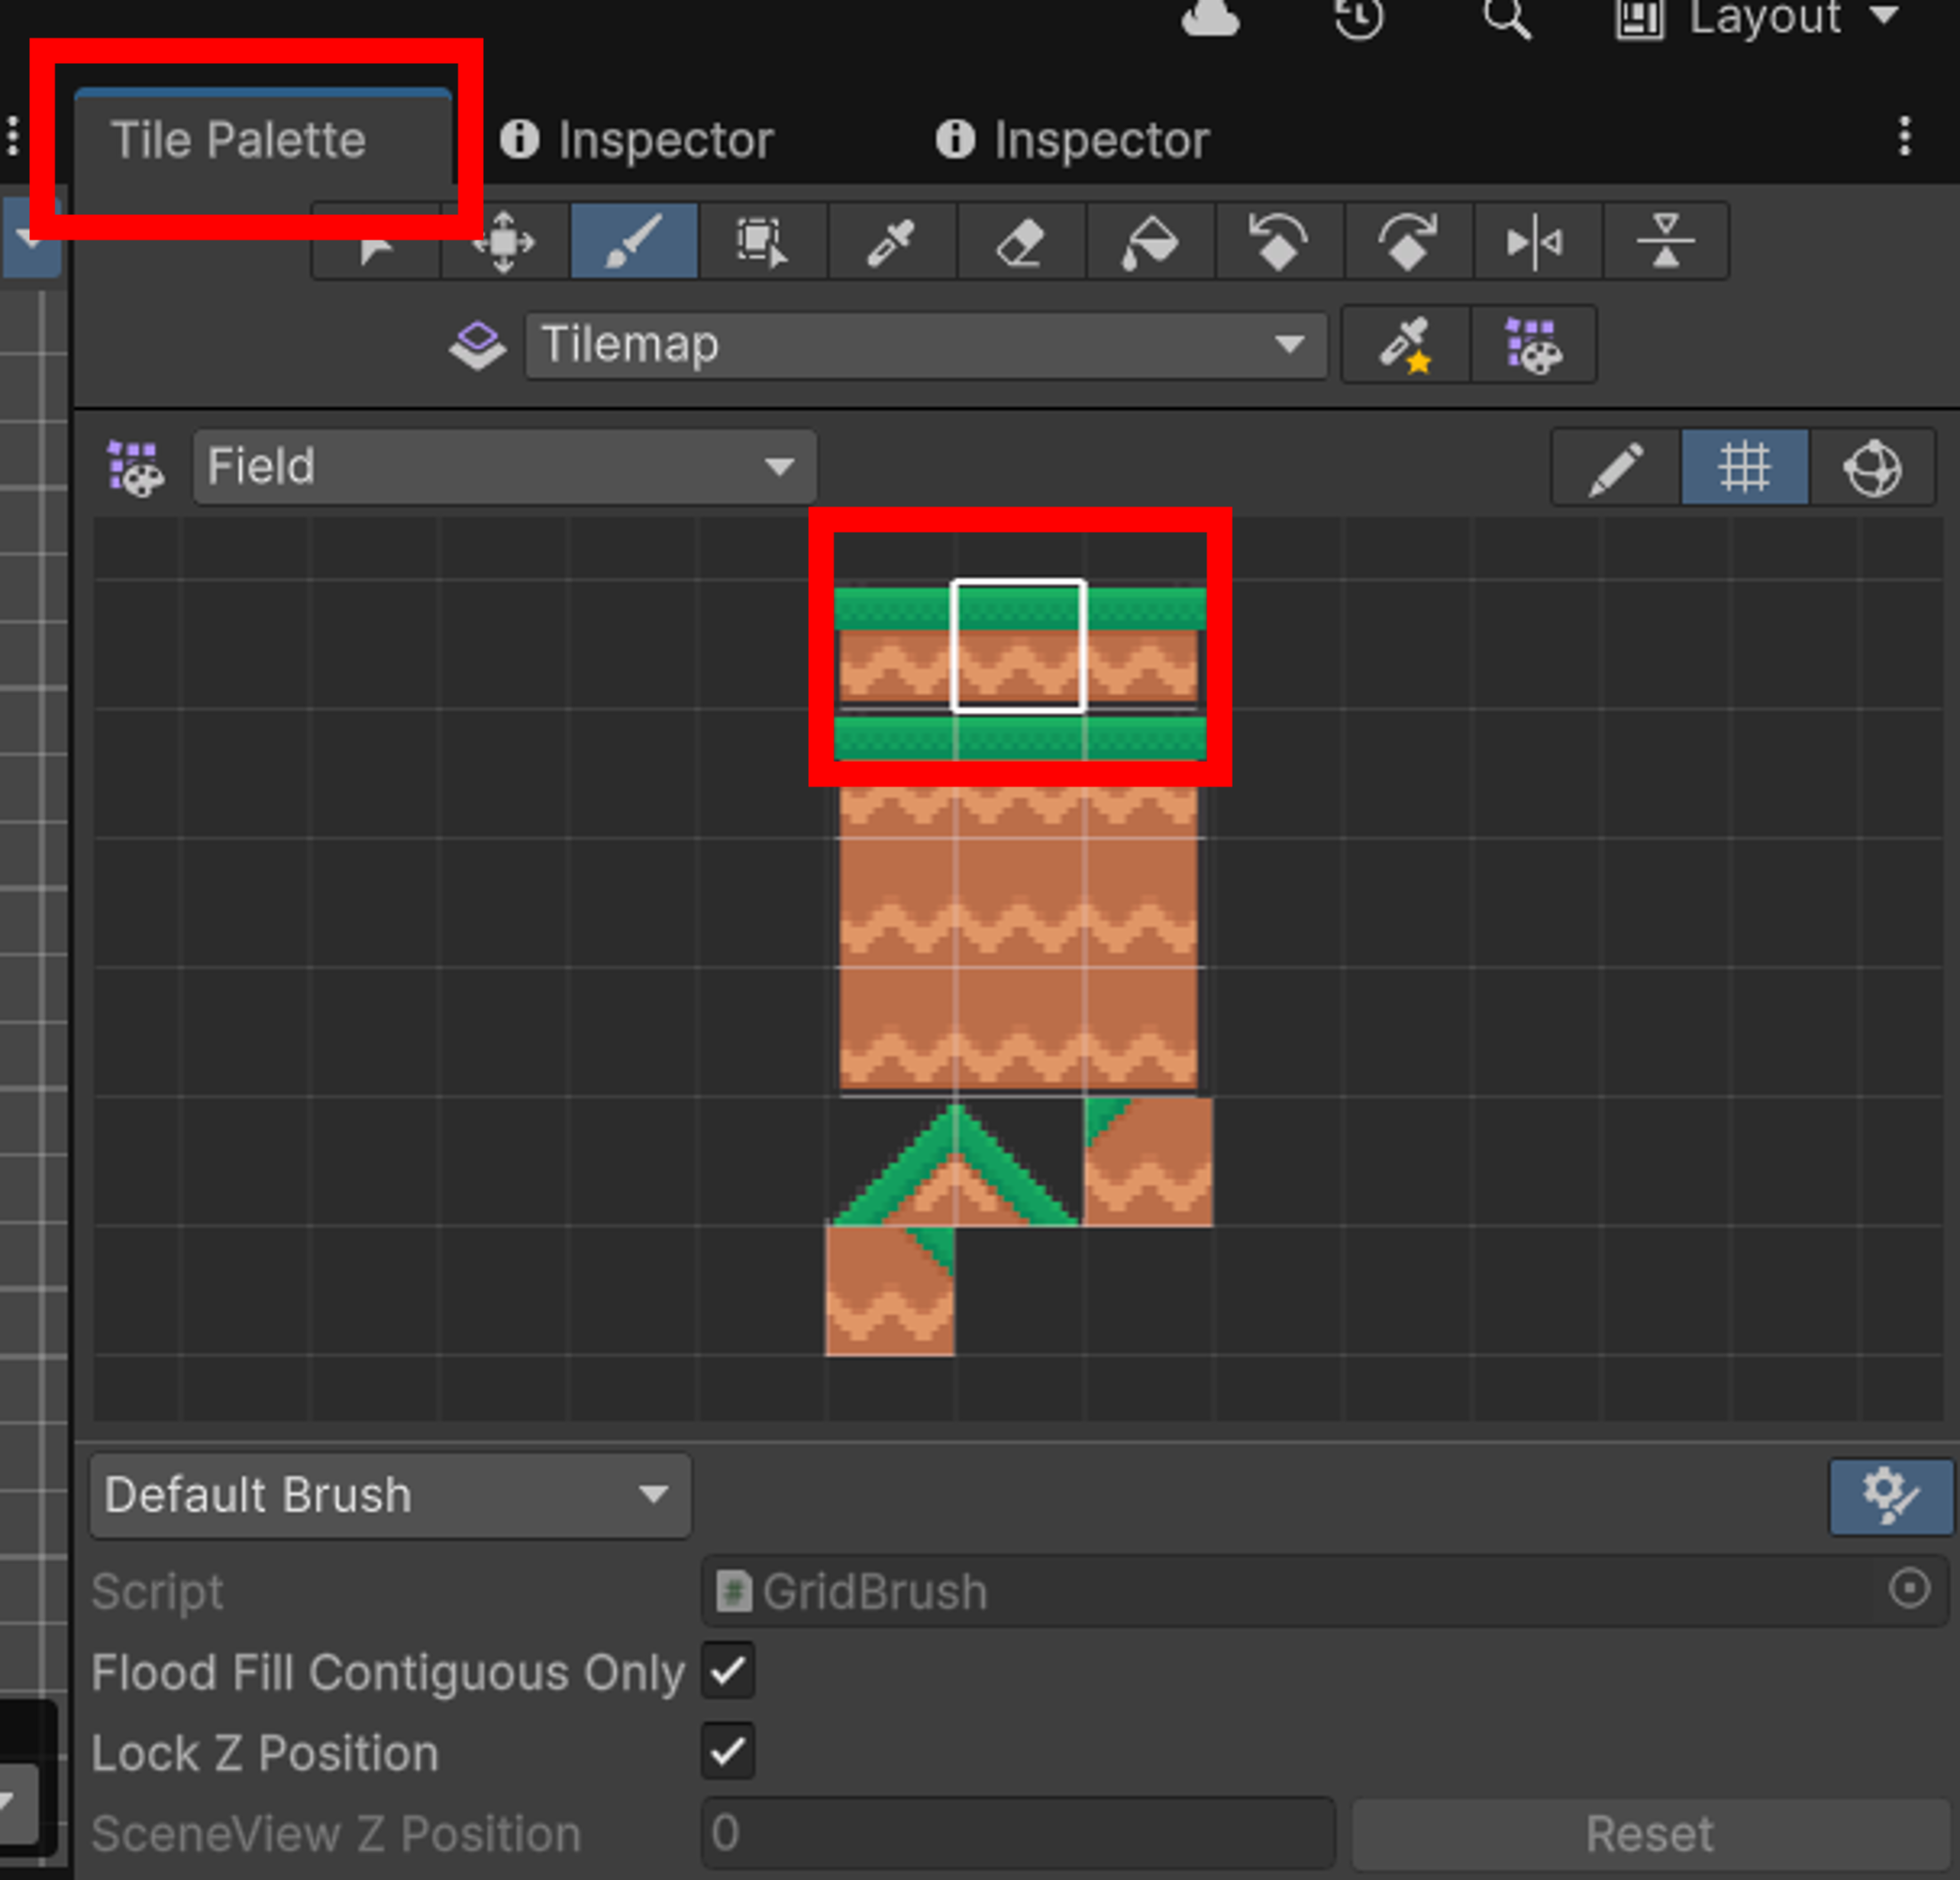 Layout
Tile Palette
Inspector
Inspector
Tilemap
Field
Default Brush
Script
GridBrush
Flood Fill Contiguous Only
Lock Z Position
SceneView Z Position
0
Reset